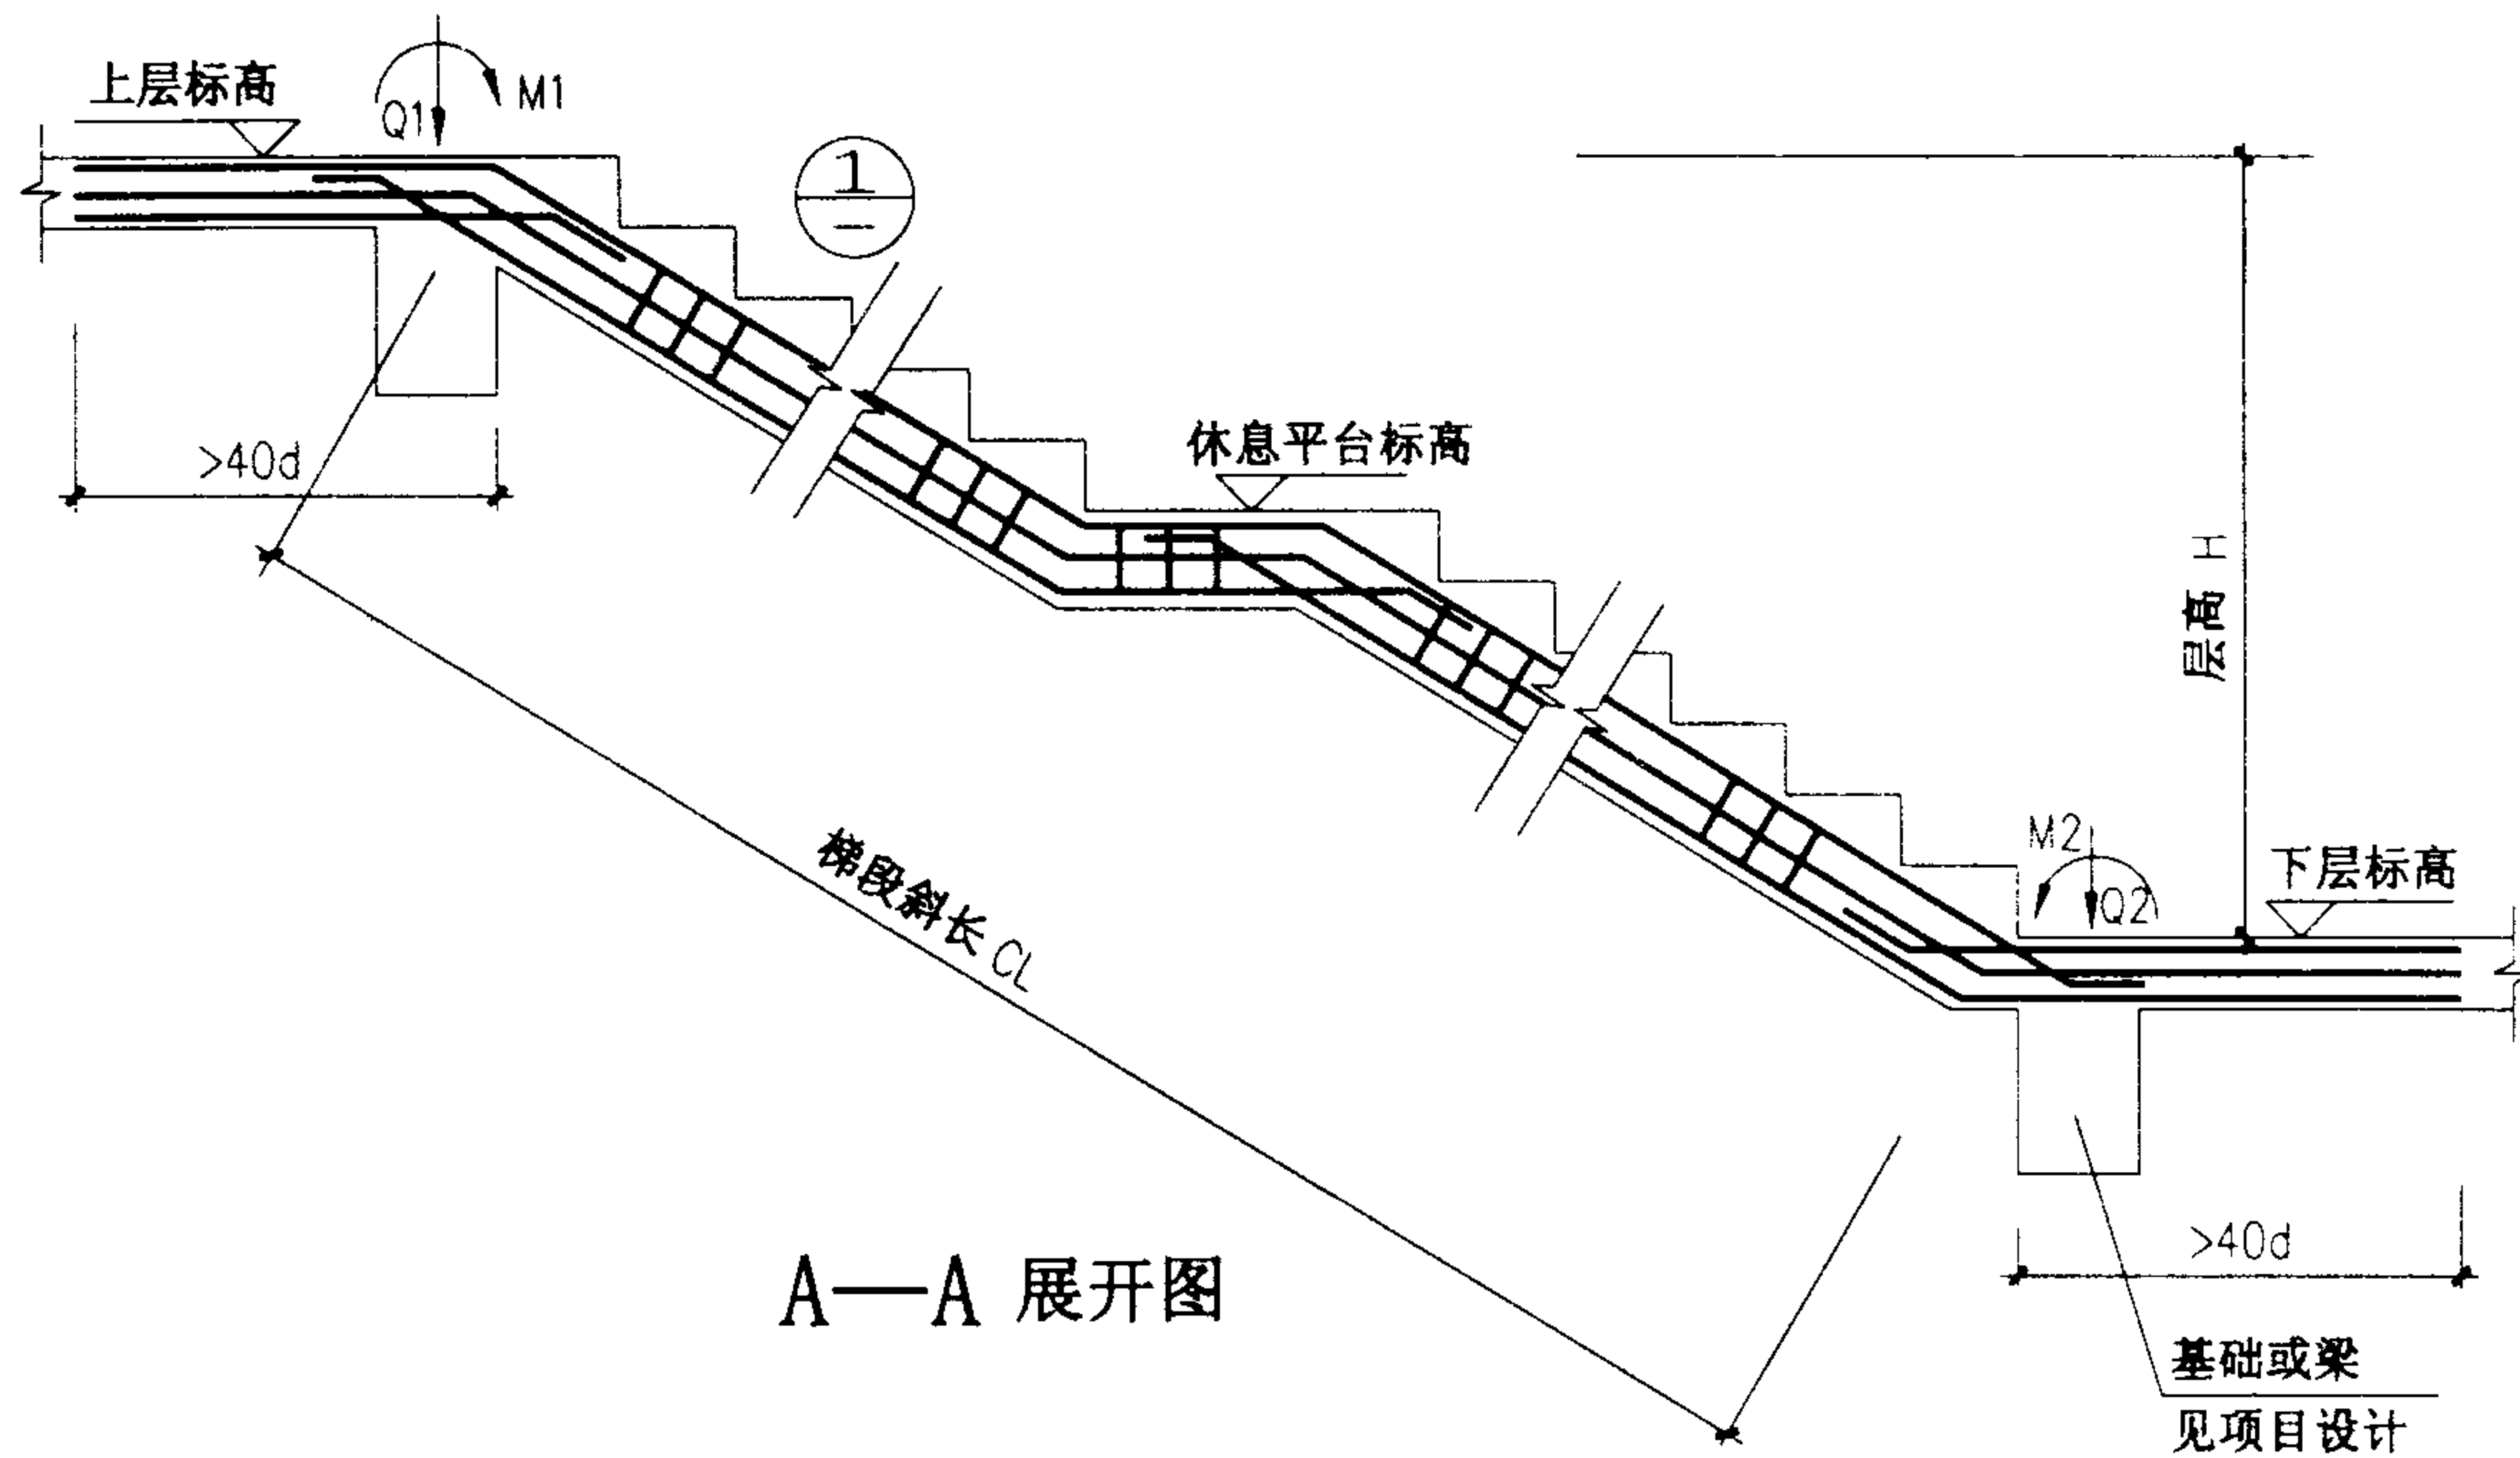 上层标高
M1
Q1
1
>40d
休息平台标高
层高 H
梯段斜长 CL
M2
Q2
下层标高
>40d
A—A 展开图
基础或梁
见项目设计